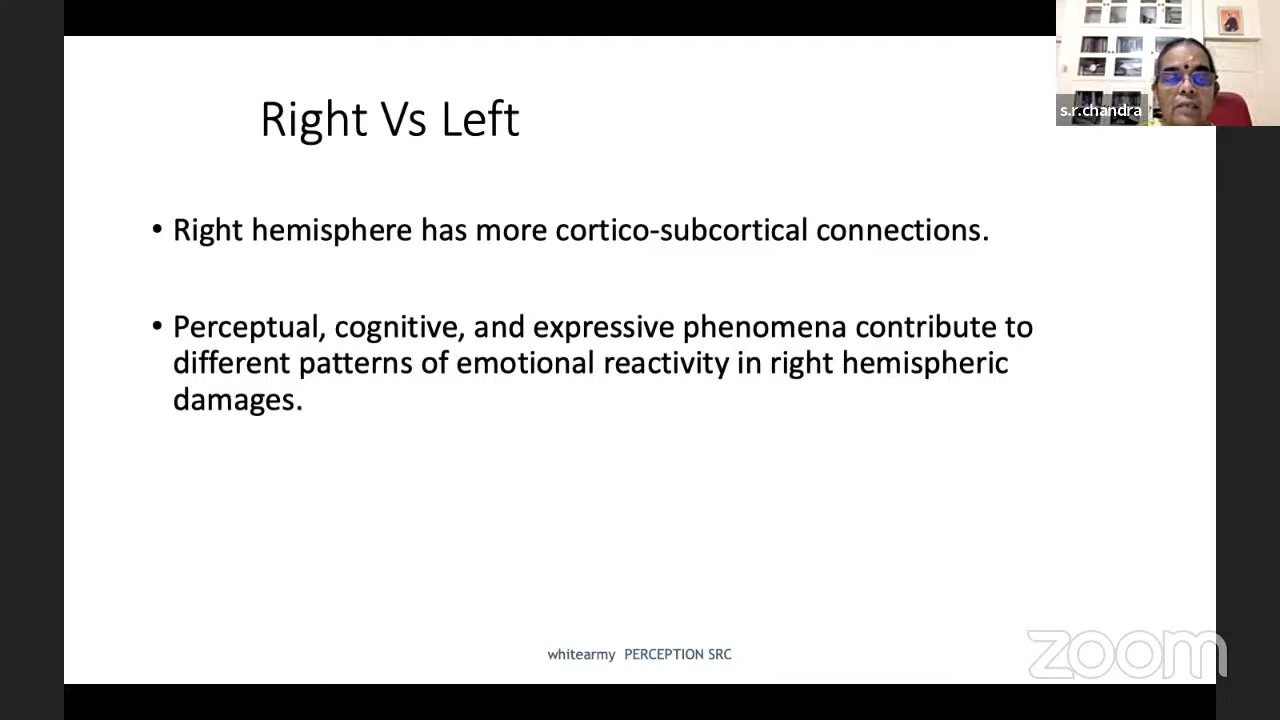 s.r.chandra
Right Vs Left
• Right hemisphere has more cortico-subcortical connections.
• Perceptual, cognitive, and expressive phenomena contribute to
different patterns of emotional reactivity in right hemispheric
damages.
whitearmy PERCEPTION SRC
zoom